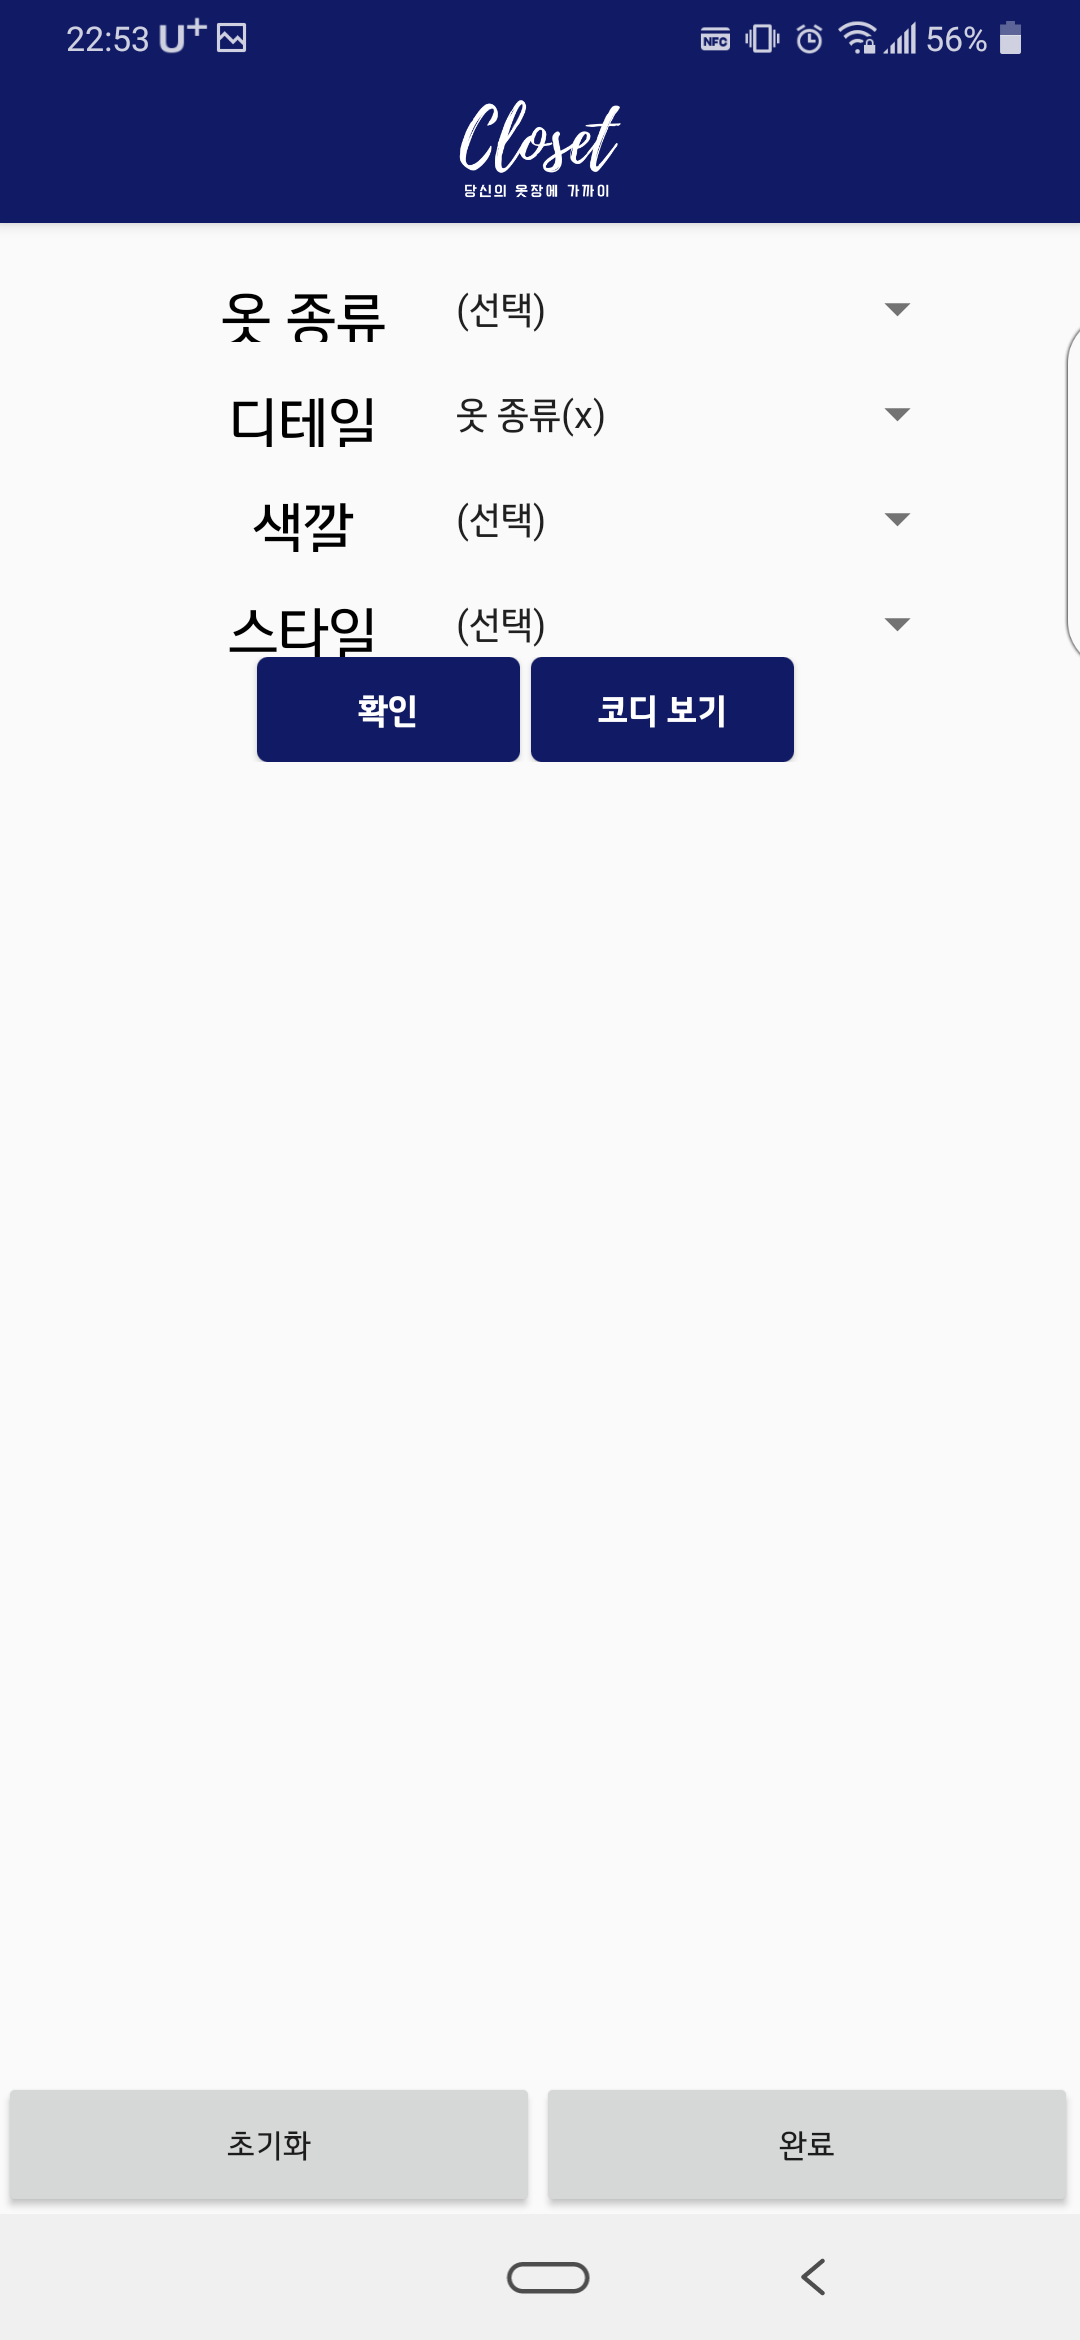 22:53 U+ NFC 56%
Closet
당신의 옷장에 가까이
옷 종류 (선택)
디테일 옷 종류(x)
색깔 (선택)
스타일 (선택)
확인 코디 보기
초기화 완료